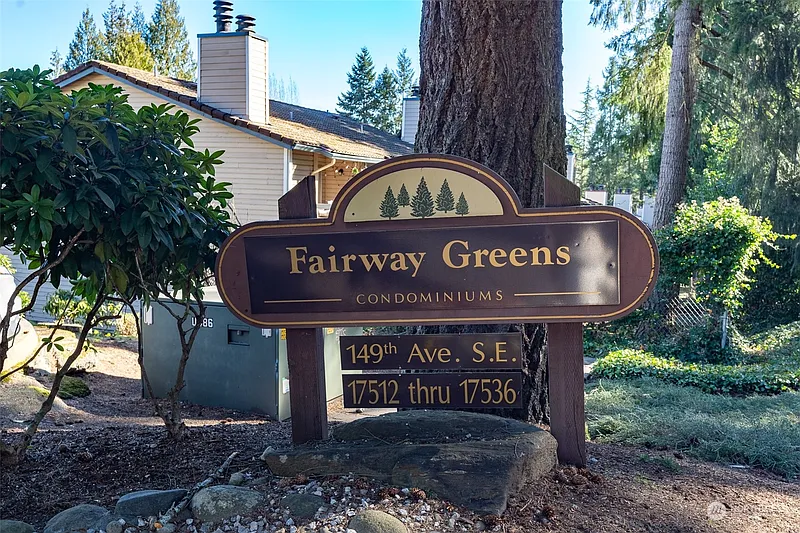 Fairway Greens
CONDOMINIUMS
149th Ave. S.E.
17512 thru 17536